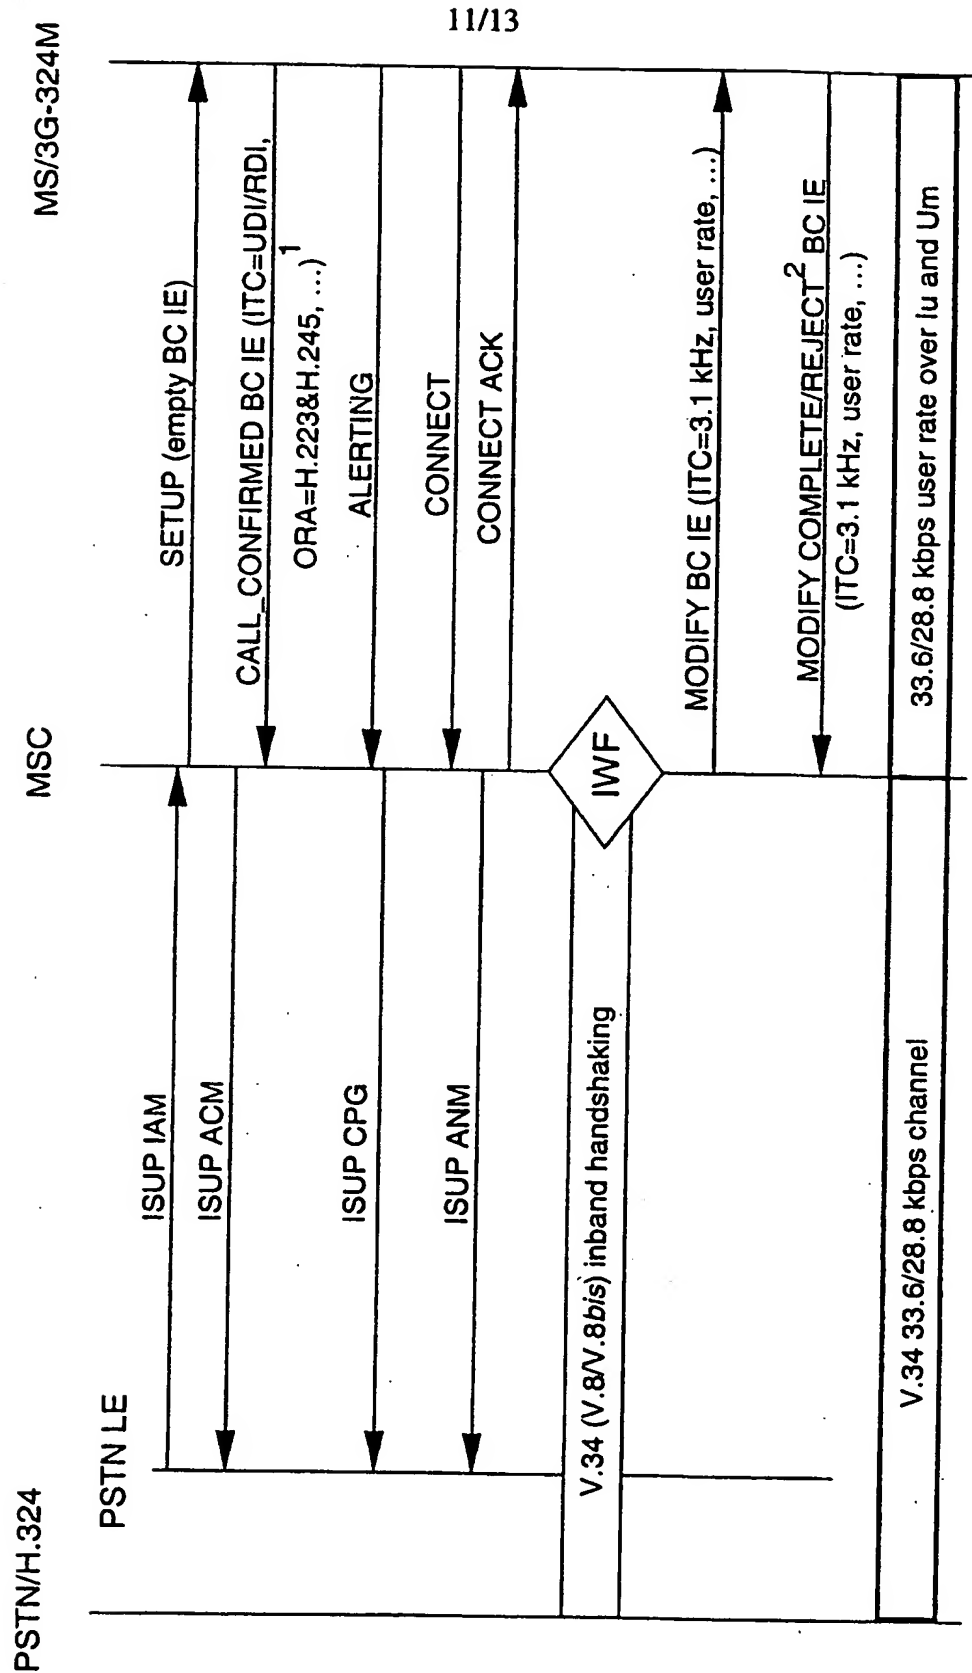 11/13
PSTN/H.324
PSTN LE
MSC
MS/3G-324M
ISUP IAM
SETUP (empty BC IE)
ISUP ACM
CALL_CONFIRMED BC IE (ITC=UDI/RDI,
ORA=H.223&H.245, ...)1
ISUP CPG
ALERTING
ISUP ANM
CONNECT
CONNECT ACK
V.34 (V.8/V.8bis) inband handshaking
IWF
MODIFY BC IE (ITC=3.1 kHz, user rate, ...)
MODIFY COMPLETE/REJECT2 BC IE
(ITC=3.1 kHz, user rate, ...)
V.34 33.6/28.8 kbps channel
33.6/28.8 kbps user rate over Iu and Um